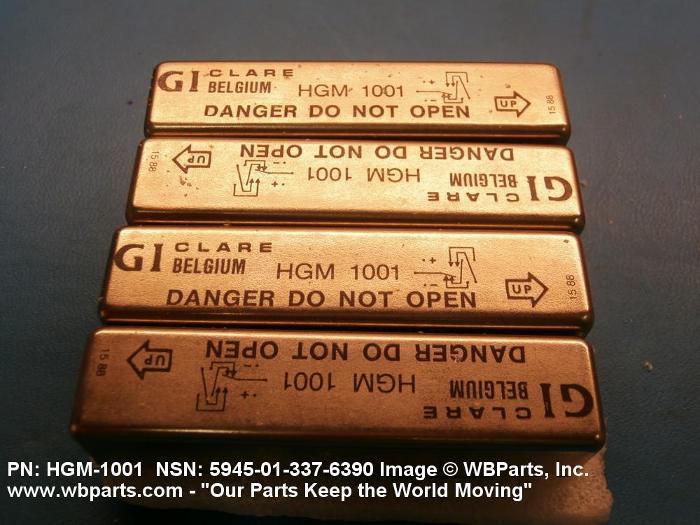 GI CLARE
BELGIUM HGM 1001
DANGER DO NOT OPEN
UP
15 88
GI CLARE
BELGIUM HGM 1001
DANGER DO NOT OPEN
UP
15 88
GI CLARE
BELGIUM HGM 1001
DANGER DO NOT OPEN
UP
15 88
GI CLARE
BELGIUM HGM 1001
DANGER DO NOT OPEN
UP
15 88
PN: HGM-1001 NSN: 5945-01-337-6390 Image © WBParts, Inc.
www.wbparts.com - "Our Parts Keep the World Moving"